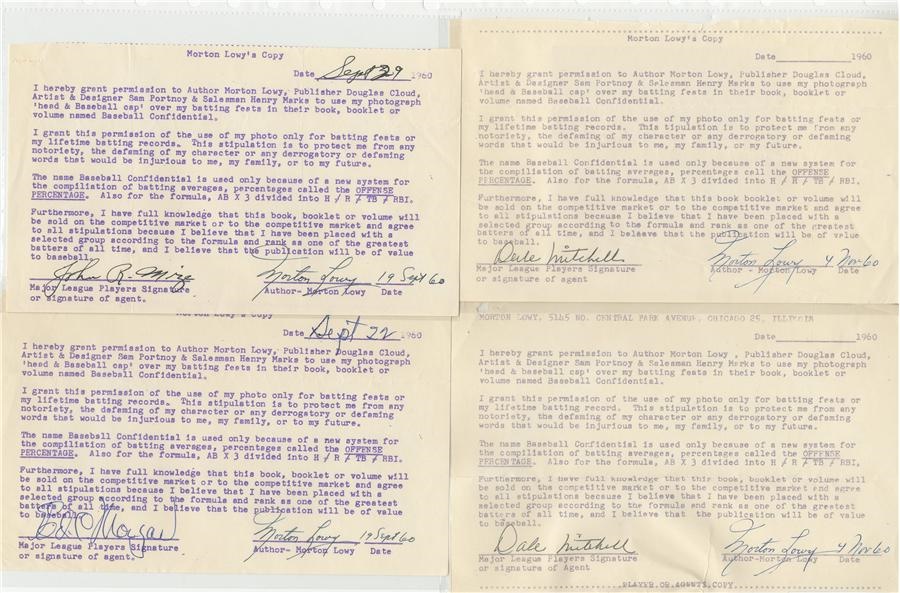 Morton Lowy's Copy
Date Sept 29 1960
I hereby grant permission to Author Morton Lowy, Publisher Douglas Cloud,
Artist & Designer Sam Portnoy & Salesman Henry Marks to use my photograph
'head & Baseball cap' over my batting feats in their book, booklet or
volume named Baseball Confidential.
I grant this permission of the use of my photo only for batting feats or
my lifetime batting records. This stipulation is to protect me from any
notoriety, the defaming of my character or any derrogatory or defaming
words that would be injurious to me, my family, or to my future.
The name Baseball Confidential is used only because of a new system for
the compiliation of batting averages, percentages called the OFFENSE
PERCENTAGE. Also for the formula, AB X 3 divided into H ≠ R ≠ TB ≠ RBI.
Furthermore, I have full knowledge that this book, booklet or volume will
be sold on the competitive market or to the competitive market and agree
to all stipulations because I believe that I have been placed with a
selected group according to the formula and rank as one of the greatest
batters of all time, and I believe that the publication will be of value
to baseball.
John R. Mize Morton Lowy 19 Sept 60
Major League Players Signature Author- Morton Lowy Date
or signature of agent.
Morton Lowy's Copy
Date 1960
I hereby grant permission to Author Morton Lowy, Publisher Douglas Cloud,
Artist & Designer Sam Portnoy & Salesman Henry Marks to use my photograph
'head & Baseball cap' over my batting feats in their book, booklet or
volume named Baseball Confidential.
I grant this permission of the use of my photo only for batting feats or
my lifetime batting records. This tipulation is to protect me from any
notoriety, the defaming of my character or any derrogatory or defaming
words that would be injurious to me, my family, or to my future.
The name Baseball Confidential is used only because of a new system for
the compiliation of batting averages, percentages cell the OFFENSE
PERCENTAGE. Also for the formula, AB X 3 divided into H ≠ R ≠ TB ≠ RBI.
Furthermore, I have full knowledge that this book booklet or volume will
be sold on the competitive market or to the competitive market and agree
to all stipulations because I believe that I have been placed with a
selected group according to the formula and rank as one of the greatest
batters of all time, and I believe that the publication will be of value
to baseball.
Dale Mitchell Morton Lowy 4 Nov 60
Major League Players Signature Author - Morton Lowy Date
or signature of agent
Morton Lowy's Copy
Date Sept 22 1960
I hereby grant permission to Author Morton Lowy, Publisher Douglas Cloud,
Artist & Designer Sam Portnoy & Salesman Henry Marks to use my photograph
'head & Baseball cap' over my batting feats in their book, booklet or
volume named Baseball Confidential.
I grant this permission of the use of my photo only for batting feats or
my lifetime batting records. This stipulation is to protect me from any
notoriety, the defaming of my character or any derrogatory or defaming
words that would be injurious to me, my family, or to my future.
The name Baseball Confidential is used only because of a new system for
the compiliation of batting averages, percentages called the OFFENSE
PERCENTAGE. Also for the formula, AB X 3 divided into H ≠ R ≠ TB ≠ RBI.
Furthermore, I have full knowledge that this book, booklet or volume will
be sold on the competitive market or to the competitive market and agree
to all stipulations because I believe that I have been placed with a
selected group according to the formula and rank as one of the greatest
batters of all time, and I believe that the publication will be of value
to baseball.
Ed C Morgan Morton Lowy 19 Sept 60
Major League Players Signature Author- Morton Lowy Date
or signature of agent.
MORTON LOWY, 5145 NO. CENTRAL PARK AVENUE, CHICAGO 25, ILLINOIS
Date 1960
I hereby grant permission to Author Morton Lowy , Publisher Douglas Cloud,
Artist & Designer Sam Portnoy & Salesman Henry Marks to use my photograph
'head & Baseball cap' over my batting feats in their book, booklet or
volume named Baseball Confidential.
I grant this permission of the use of my photo only for batting feats or
my lifetime batting record. This stipuletion is to protect me from any
notoriety, the defaming of my character or any derrogatory or defaming
words that would be injurious to me, my family, or to my future.
The name Baseball Confidential is used only because of a new system for
the compiliation of batting averages, percentages called the OFFENSE
PERCENTAGE. Also for the formula, AB X 3 divided into H ≠ R ≠ TB ≠ RBI.
Furthermore, I have full knowledge that this book, booklet or volume will
be sold on the competitive market or to the competitive market and agree
to all stipulations because I believe that I have been placed with a
selected group according to the formula and rank as one of the greatest
batters of all time, and I believe that the publication will be of value
to baseball.
Dale Mitchell Morton Lowy 4 Nov 60
Major League Players Signature Author-Morton Lowy Date
or signature of Agent
PLAYER OR AGENTS COPY